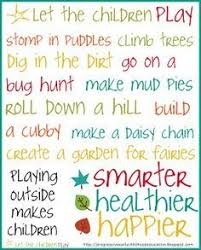 Let the children PLAY
stomp in puddles climb trees
Dig in the Dirt go on a
bug hunt make mud pies
ROLL DOWN A HILL build
a cubby make a daisy chain
create a garden for fairies
PLAYING
outside
makes
children
smarter
healthier
happier
Let the children PLAY